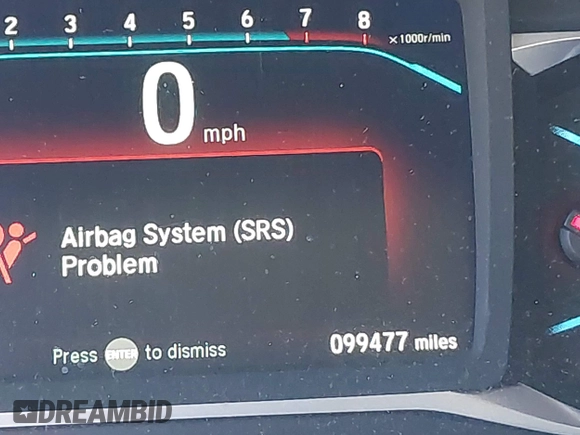 2 3 4 5 6 7 8 x1000r/min
0 mph
Airbag System (SRS)
Problem
Press ENTER to dismiss
099477 miles
DREAMBID